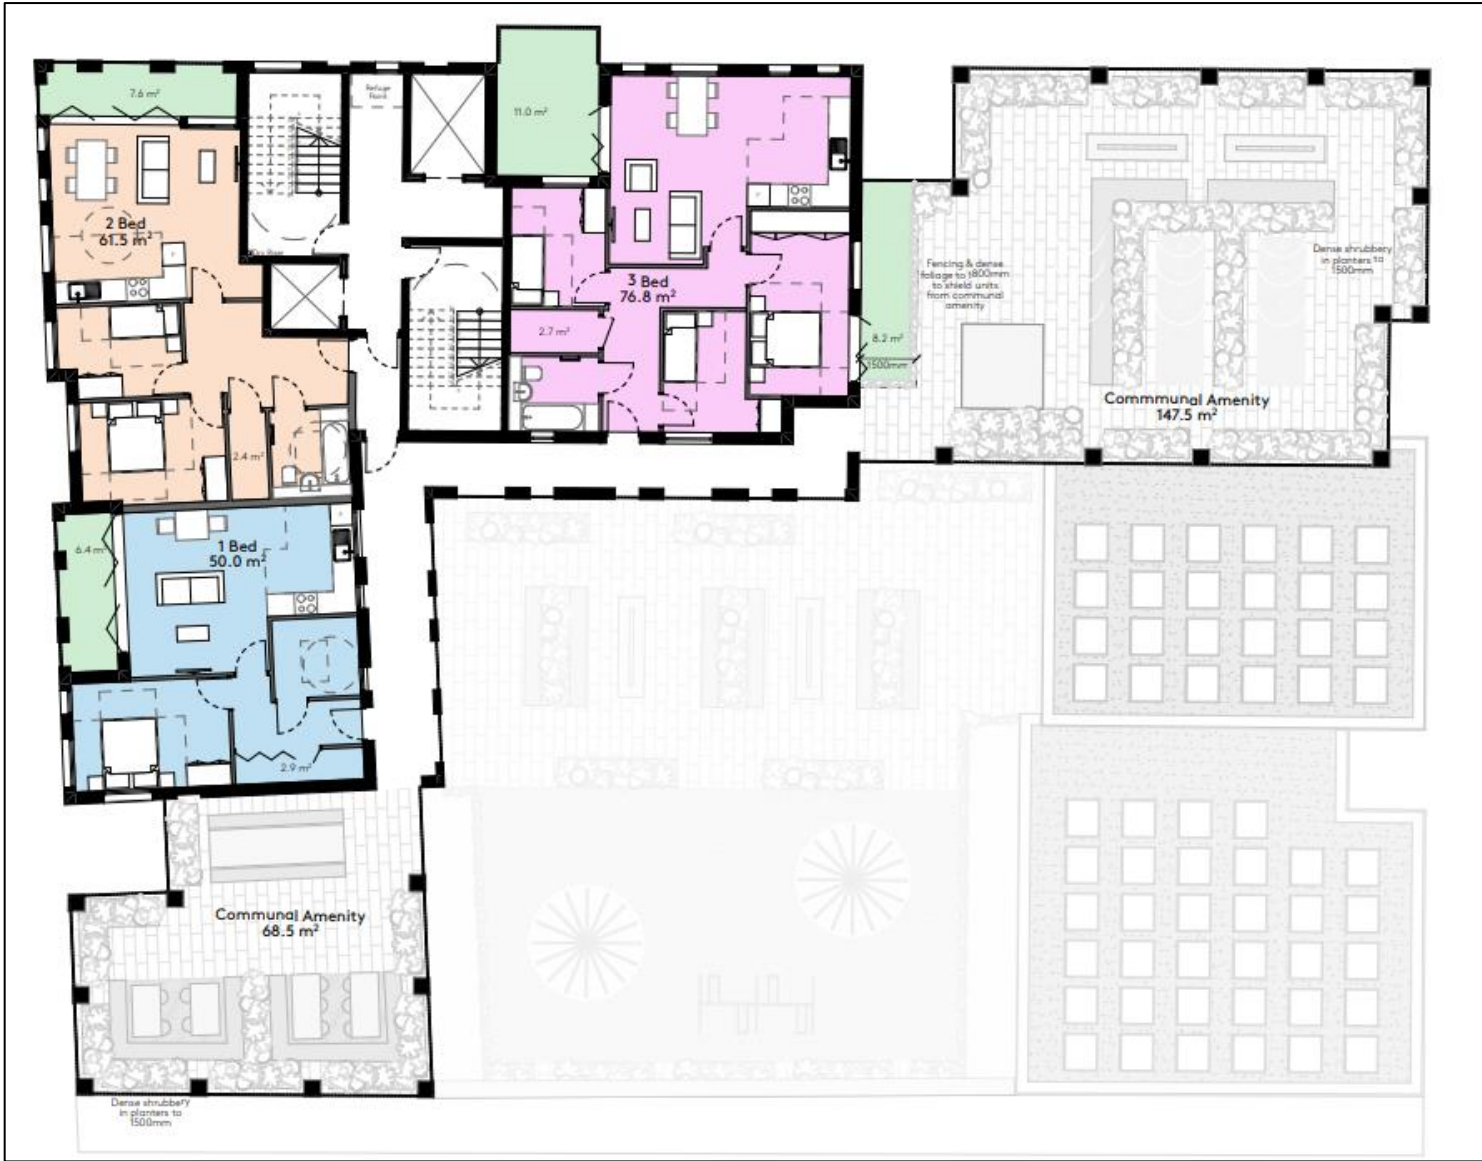 7.6 m²
Refuge
Point
11.0 m²
2 Bed
61.5 m²
Dry Riser
3 Bed
76.8 m²
2.7 m²
Fencing & dense
foliage to 1800mm
to shield units
from communal
amenity
Dense shrubbery
in planters to
1500mm
8.2 m²
1500mm
Commmunal Amenity
147.5 m²
2.4 m²
6.4 m²
1 Bed
50.0 m²
2.9 m²
Communal Amenity
68.5 m²
Dense shrubbery
in planters to
1500mm